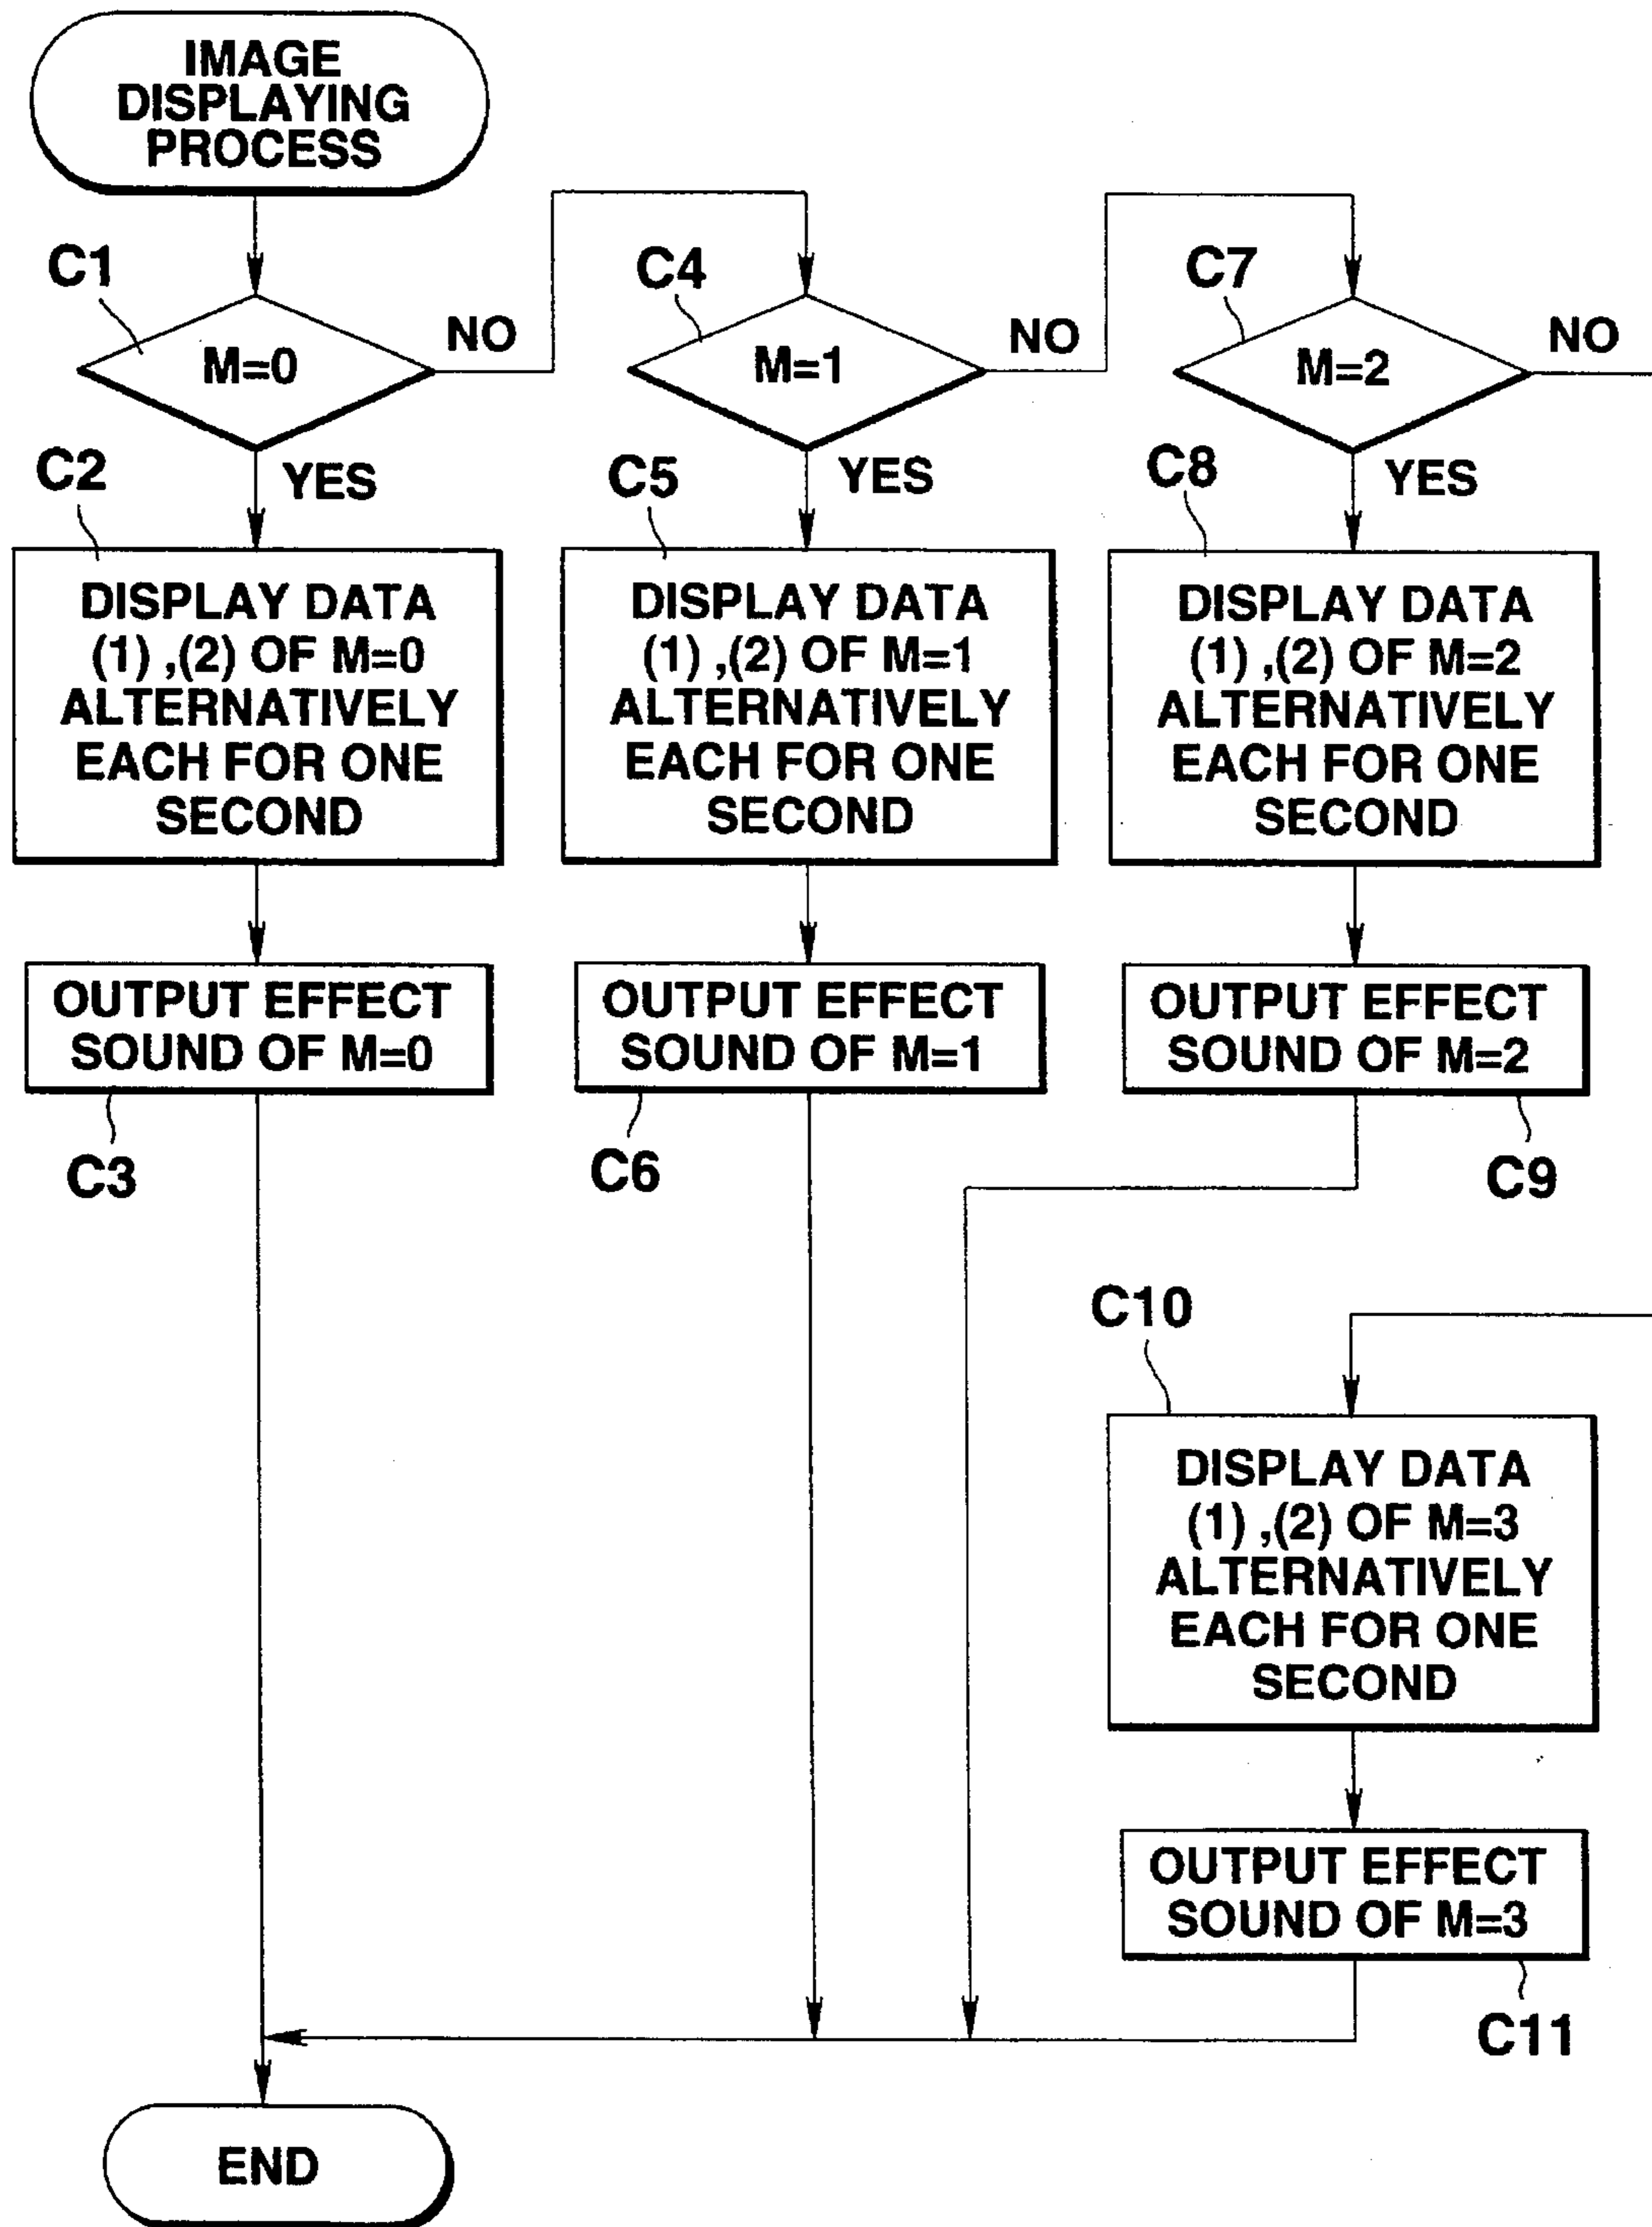 IMAGE
DISPLAYING
PROCESS
C1
M=0
NO
YES
C2
DISPLAY DATA
(1) ,(2) OF M=0
ALTERNATIVELY
EACH FOR ONE
SECOND
OUTPUT EFFECT
SOUND OF M=0
C3
C4
M=1
NO
YES
C5
DISPLAY DATA
(1) ,(2) OF M=1
ALTERNATIVELY
EACH FOR ONE
SECOND
OUTPUT EFFECT
SOUND OF M=1
C6
C7
M=2
NO
YES
C8
DISPLAY DATA
(1) ,(2) OF M=2
ALTERNATIVELY
EACH FOR ONE
SECOND
OUTPUT EFFECT
SOUND OF M=2
C9
C10
DISPLAY DATA
(1) ,(2) OF M=3
ALTERNATIVELY
EACH FOR ONE
SECOND
OUTPUT EFFECT
SOUND OF M=3
C11
END